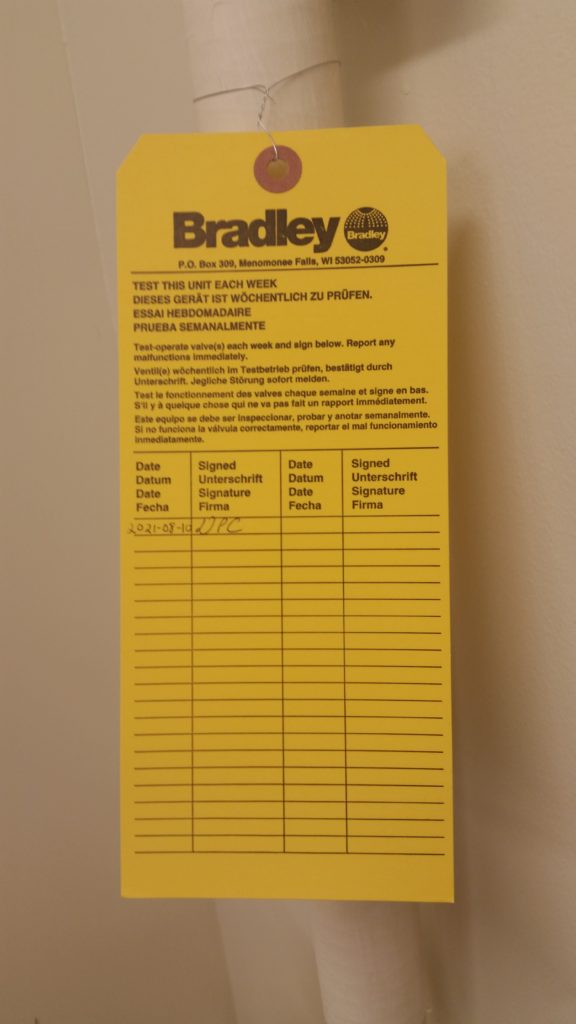 Bradley
Bradley
P.O. Box 309, Menomonee Falls, WI 53052-0309
TEST THIS UNIT EACH WEEK
DIESES GERÄT IST WÖCHENTLICH ZU PRÜFEN.
ESSAI HEBDOMADAIRE
PRUEBA SEMANALMENTE
Test-operate valve(s) each week and sign below. Report any
malfunctions immediately.
Ventil(e) wöchentlich im Testbetrieb prüfen, bestätigt durch
Unterschrift. Jegliche Störung sofort melden.
Test le fonctionnement des valves chaque semaine et signe en bas.
S'il y à quelque chose qui ne va pas fait un rapport immédiatement.
Este equipo se debe ser inspeccionar, probar y anotar semanalmente.
Si no funciona la válvula correctamente, reportar el mal funcionamiento
inmediatamente.
Date Signed Date Signed
Datum Unterschrift Datum Unterschrift
Date Signature Date Signature
Fecha Firma Fecha Firma
2021-08-10